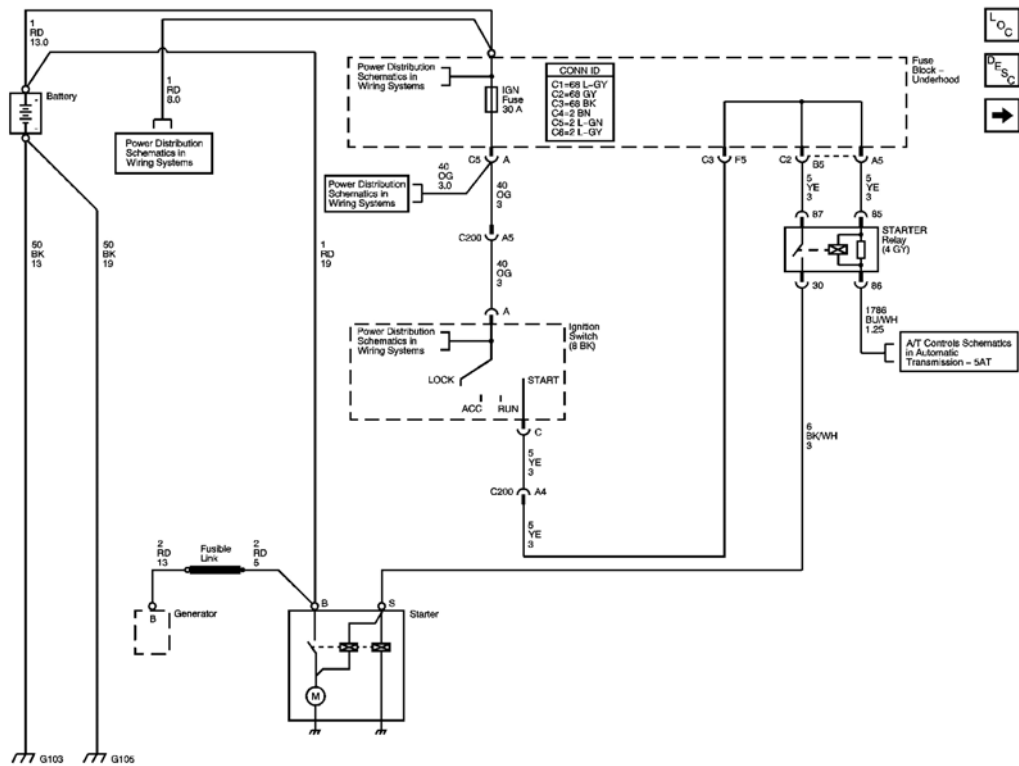 1
RD
13.0
1
RD
8.0
Battery
Power Distribution
Schematics in
Wiring Systems
Power Distribution
Schematics in
Wiring Systems
IGN
Fuse
30 A
CONN ID
C1=68 L-GY
C2=68 GY
C3=68 BK
C4=2 BN
C5=2 L-GN
C6=2 L-GY
Fuse
Block –
Underhood
LOC
DESC
C5
A
C3
F5
C2
B5
A5
40
OG
3.0
Power Distribution
Schematics in
Wiring Systems
40
OG
3
5
YE
3
5
YE
3
C200
A5
87
85
STARTER
Relay
(4 GY)
30
86
50
BK
13
50
BK
19
1
RD
19
40
OG
3
A
1786
BU/WH
1.25
Power Distribution
Schematics in
Wiring Systems
Ignition
Switch
(8 BK)
A/T Controls Schematics
in Automatic
Transmission – 5AT
LOCK
START
ACC
RUN
C
6
BK/WH
3
5
YE
3
C200
A4
5
YE
3
2
RD
13
Fusible
Link
2
RD
5
B
Generator
B
S
Starter
M
G103
G105